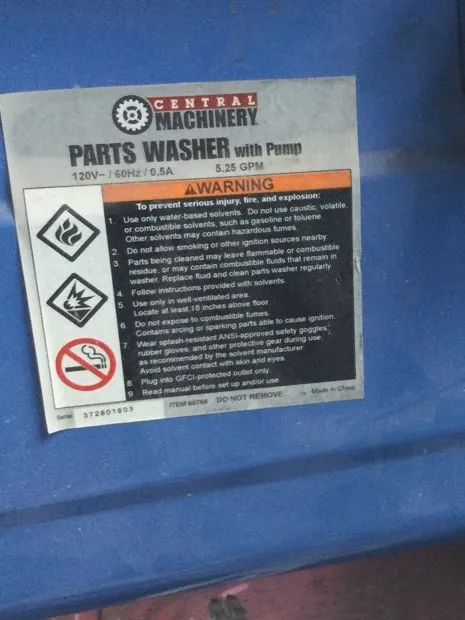 CENTRAL
MACHINERY
PARTS WASHER with Pump
120V~ / 60Hz / 0.5A 5.25 GPM
WARNING
To prevent serious injury, fire, and explosion:
1. Use only water-based solvents. Do not use caustic, volatile,
or combustible solvents, such as gasoline or toluene.
Other solvents may contain hazardous fumes.
2. Do not allow smoking or other ignition sources nearby
3. Parts being cleaned may leave flammable or combustible
residue, or may contain combustible fluids that remain in
washer. Replace fluid and clean parts washer regularly
4. Follow instructions provided with solvents
5. Use only in well-ventilated area.
Locate at least 18 inches above floor
6. Do not expose to combustible fumes.
Contains arcing or sparking parts able to cause ignition.
7. Wear splash-resistant ANSI-approved safety goggles,
rubber gloves, and other protective gear during use,
as recommended by the solvent manufacturer.
Avoid solvent contact with skin and eyes.
8. Plug into GFCI-protected outlet only.
9. Read manual before set up and/or use
Serial: 372801803 ITEM 60769 DO NOT REMOVE. Made in China